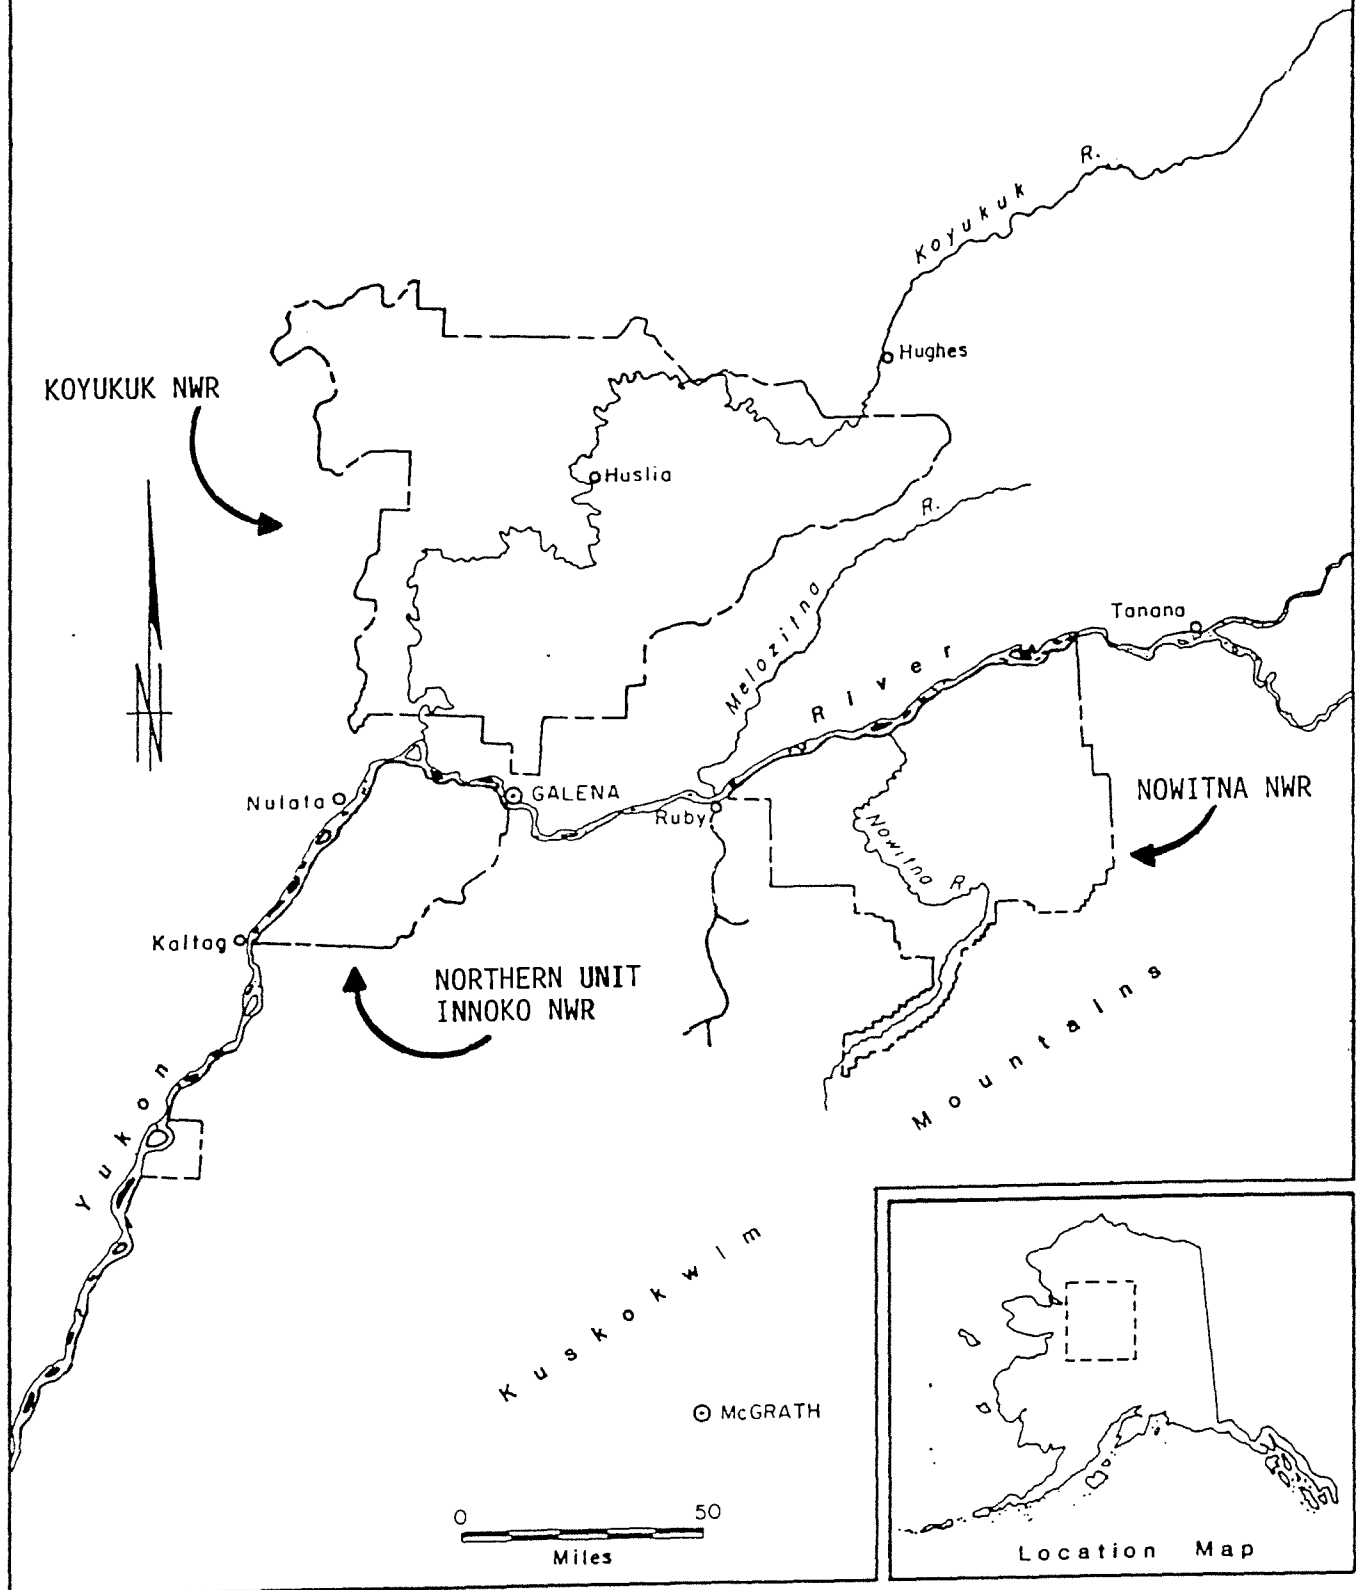 Koyukuk R.
Hughes
KOYUKUK NWR
Huslia
Melozitna R.
Tanana
Yukon River
Nulato
GALENA
Ruby
NOWITNA NWR
Nowitna R.
Kaltag
NORTHERN UNIT
INNOKO NWR
Kuskokwim Mountains
McGRATH
N
0 50
Miles
Location Map